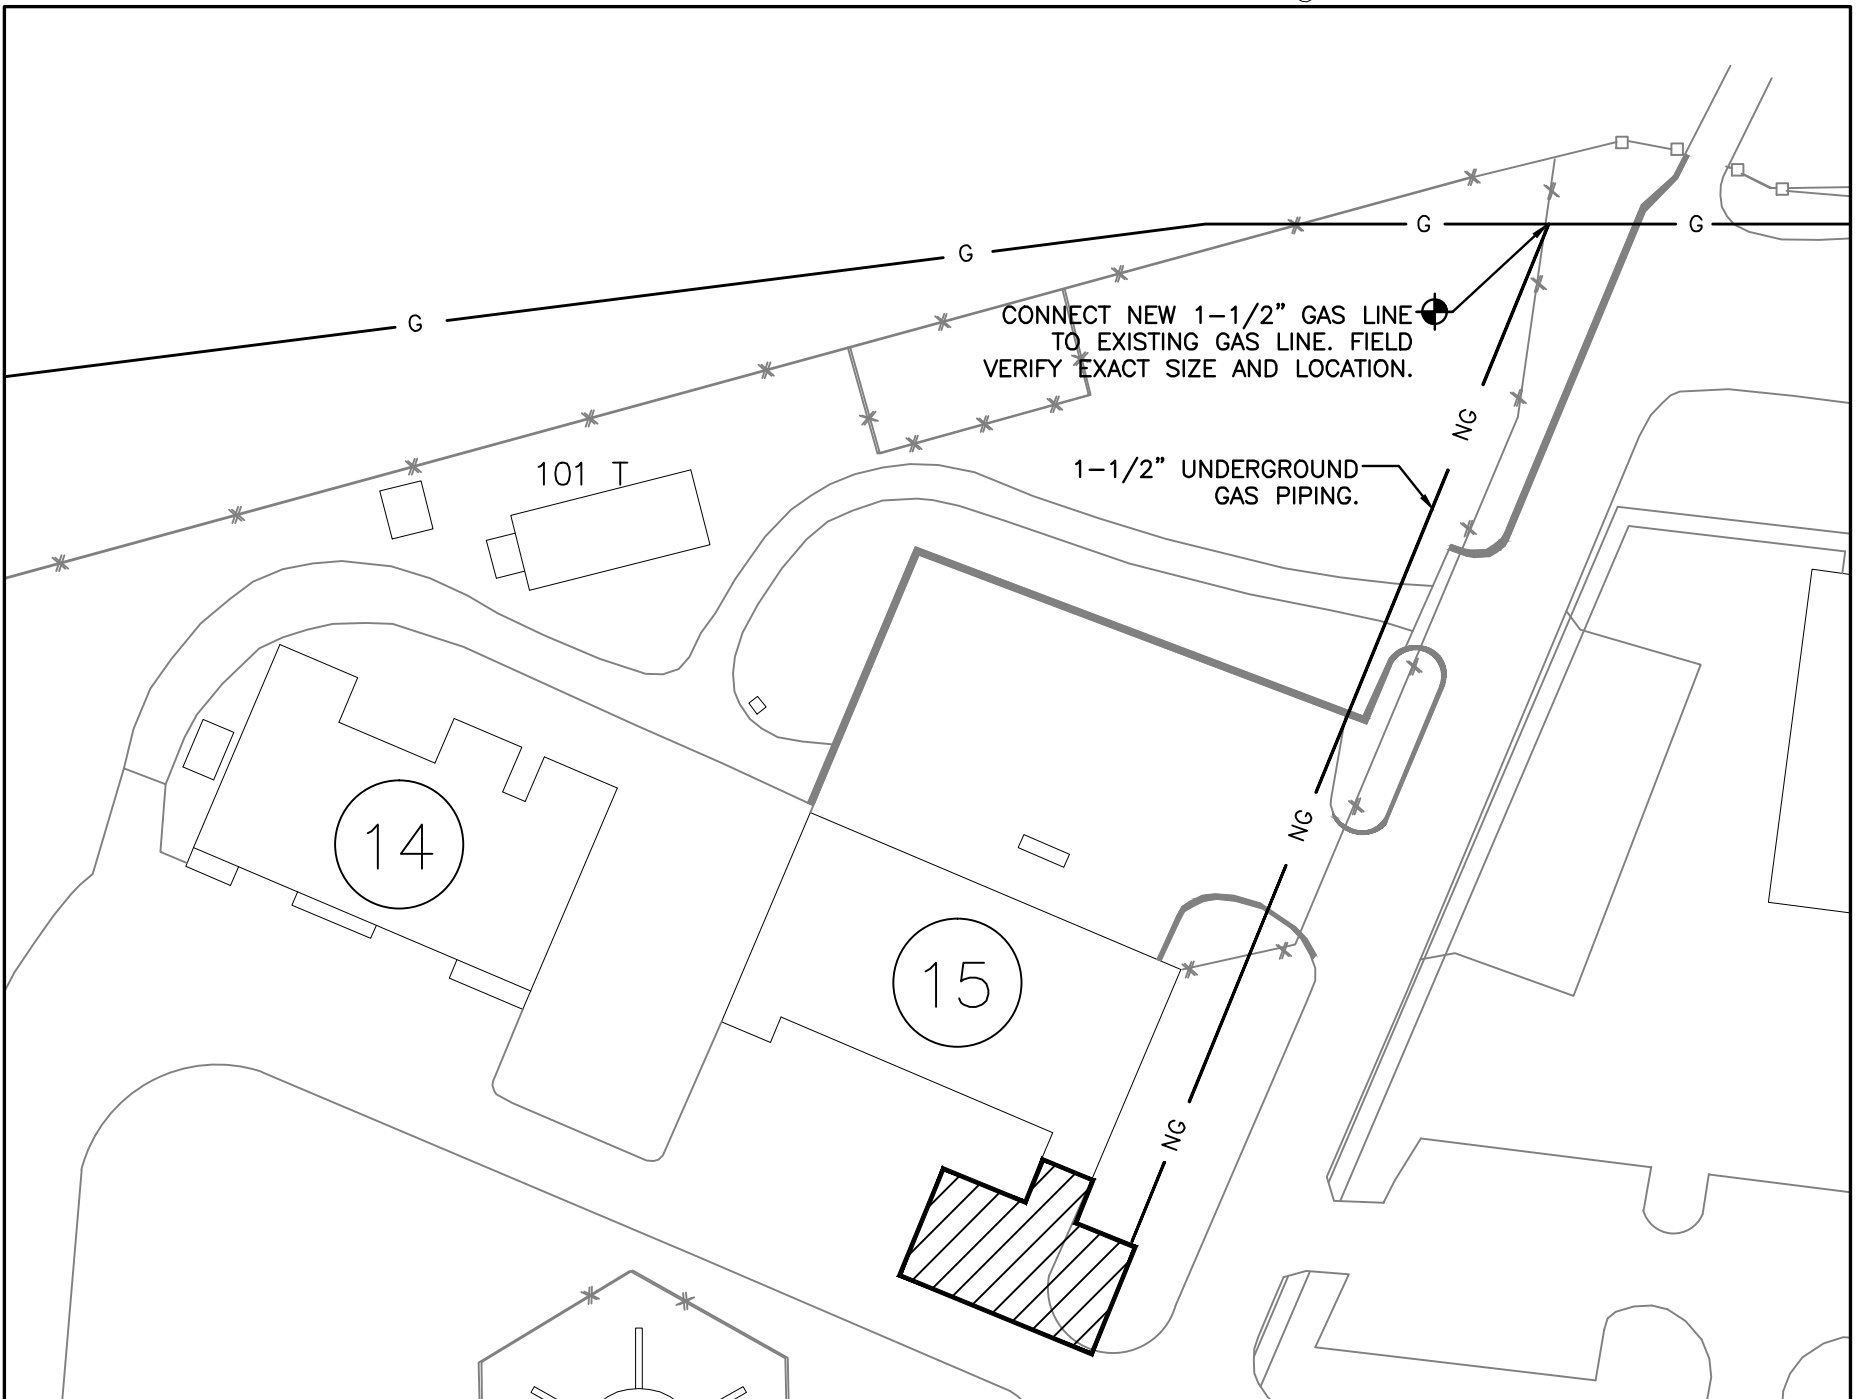 G
G
G
G
CONNECT NEW 1-1/2" GAS LINE
TO EXISTING GAS LINE. FIELD
VERIFY EXACT SIZE AND LOCATION.
NG
101 T
1-1/2" UNDERGROUND
GAS PIPING.
NG
14
15
NG